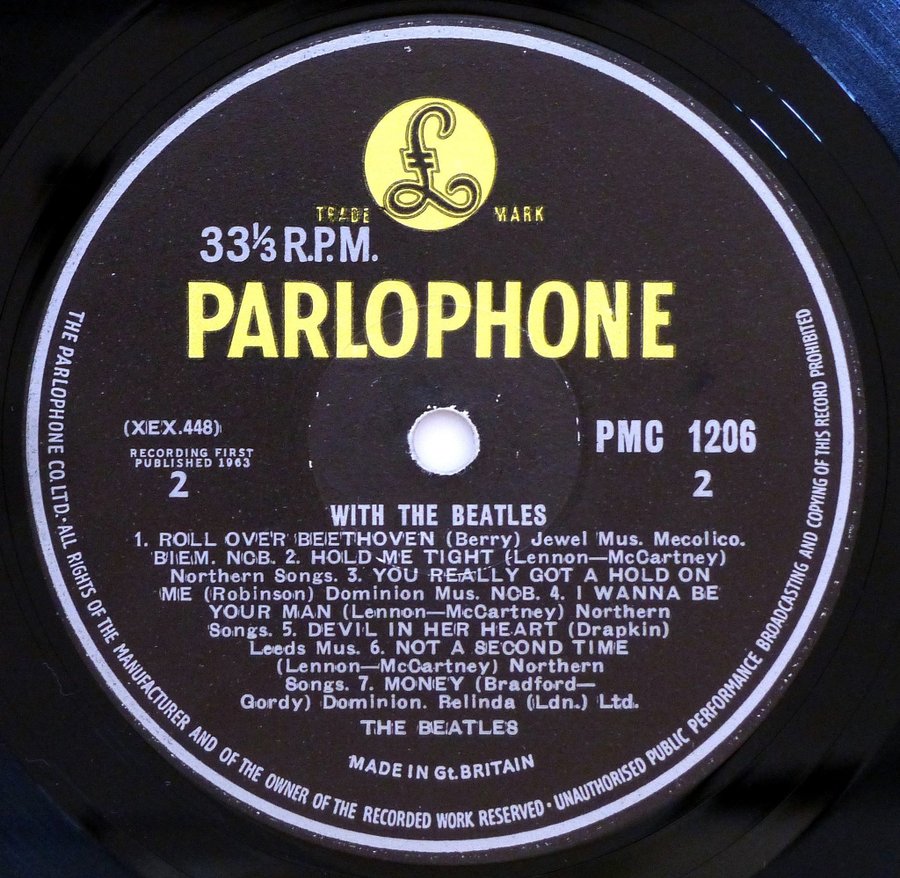 £
TRADE MARK
33⅓ R.P.M.
PARLOPHONE
(XEX.448)
RECORDING FIRST
PUBLISHED 1963
2
PMC 1206
2
WITH THE BEATLES
1. ROLL OVER BEETHOVEN (Berry) Jewel Mus. Mecolico.
BIEM. NCB. 2. HOLD ME TIGHT (Lennon—McCartney)
Northern Songs. 3. YOU REALLY GOT A HOLD ON
ME (Robinson) Dominion Mus. NCB. 4. I WANNA BE
YOUR MAN (Lennon—McCartney) Northern
Songs. 5. DEVIL IN HER HEART (Drapkin)
Leeds Mus. 6. NOT A SECOND TIME
(Lennon—McCartney) Northern
Songs. 7. MONEY (Bradford—
Gordy) Dominion. Belinda (Ldn.) Ltd.
THE BEATLES
MADE IN Gt. BRITAIN
THE PARLOPHONE CO. LTD. · ALL RIGHTS OF THE MANUFACTURER AND OF THE OWNER OF THE RECORDED WORK RESERVED · UNAUTHORISED PUBLIC PERFORMANCE BROADCASTING AND COPYING OF THIS RECORD PROHIBITED